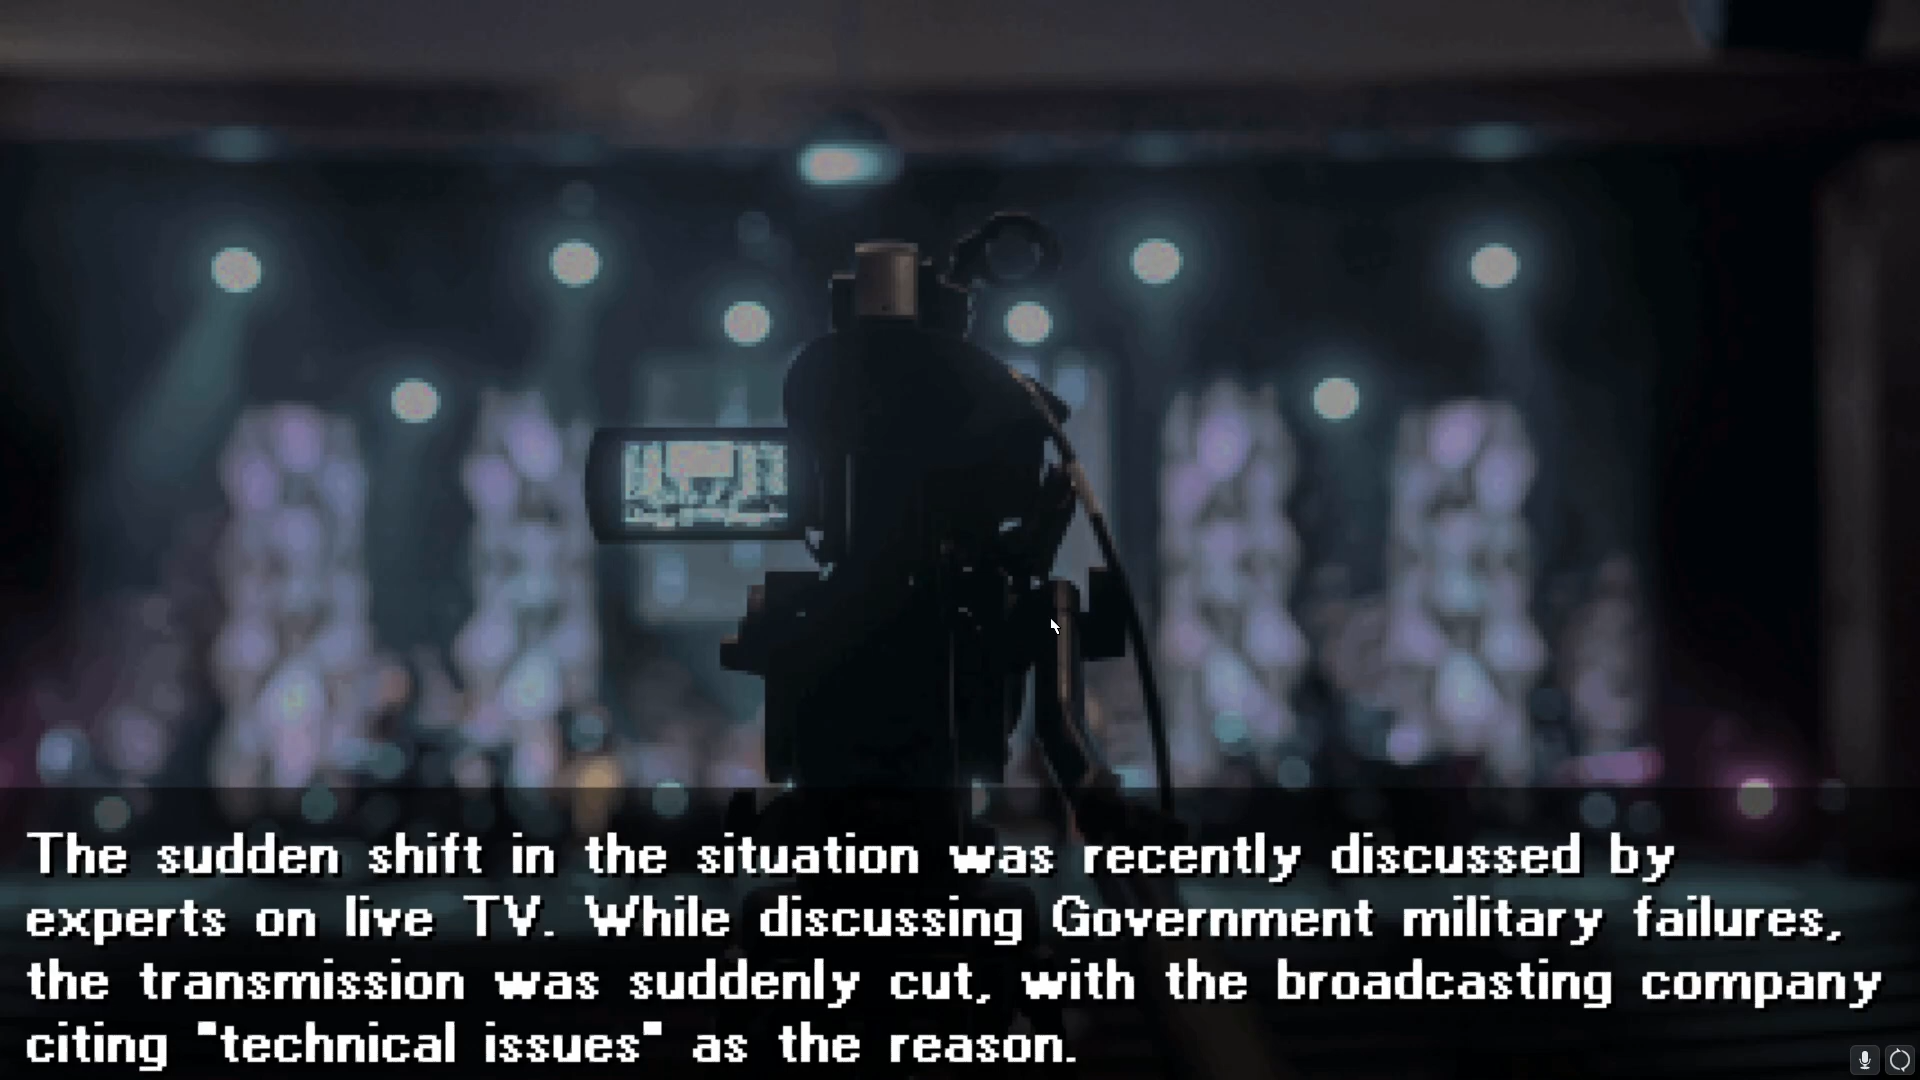 The sudden shift in the situation was recently discussed by
experts on live TV. While discussing Government military failures,
the transmission was suddenly cut, with the broadcasting company
citing "technical issues" as the reason.